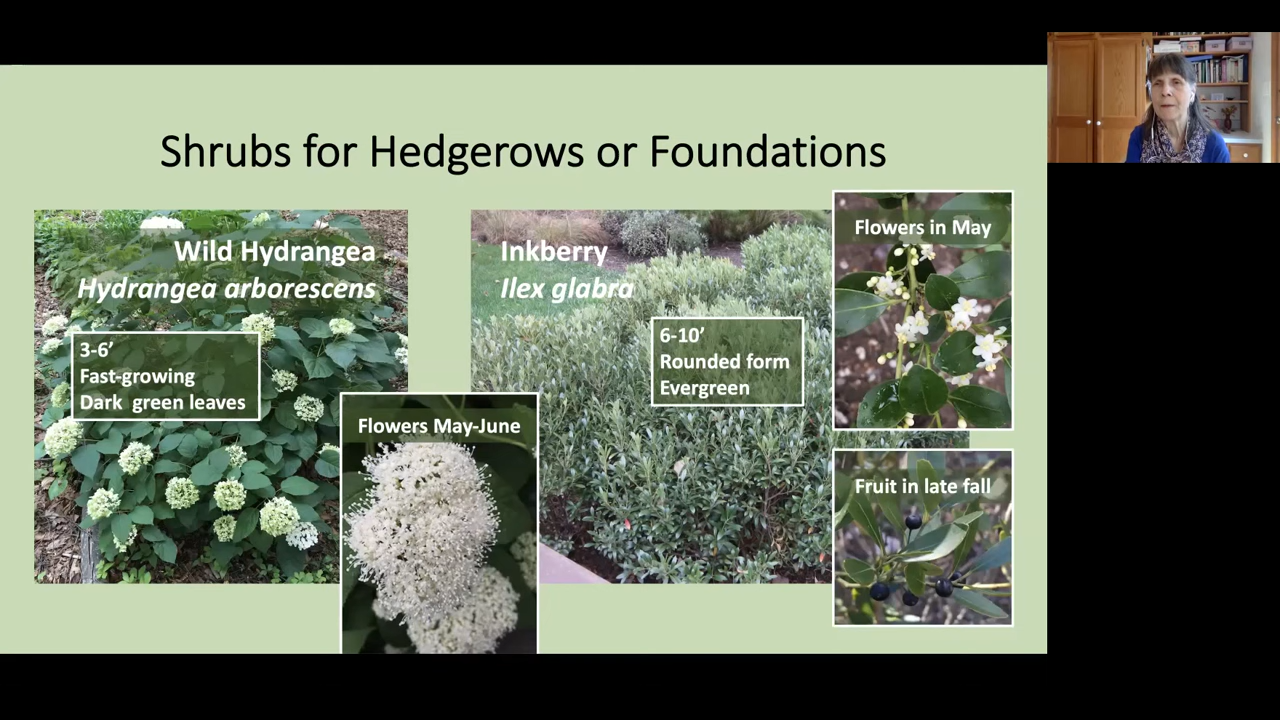 Shrubs for Hedgerows or Foundations
Wild Hydrangea
Hydrangea arborescens
3-6’
Fast-growing
Dark green leaves
Flowers May-June
Inkberry
Ilex glabra
6-10’
Rounded form
Evergreen
Flowers in May
Fruit in late fall